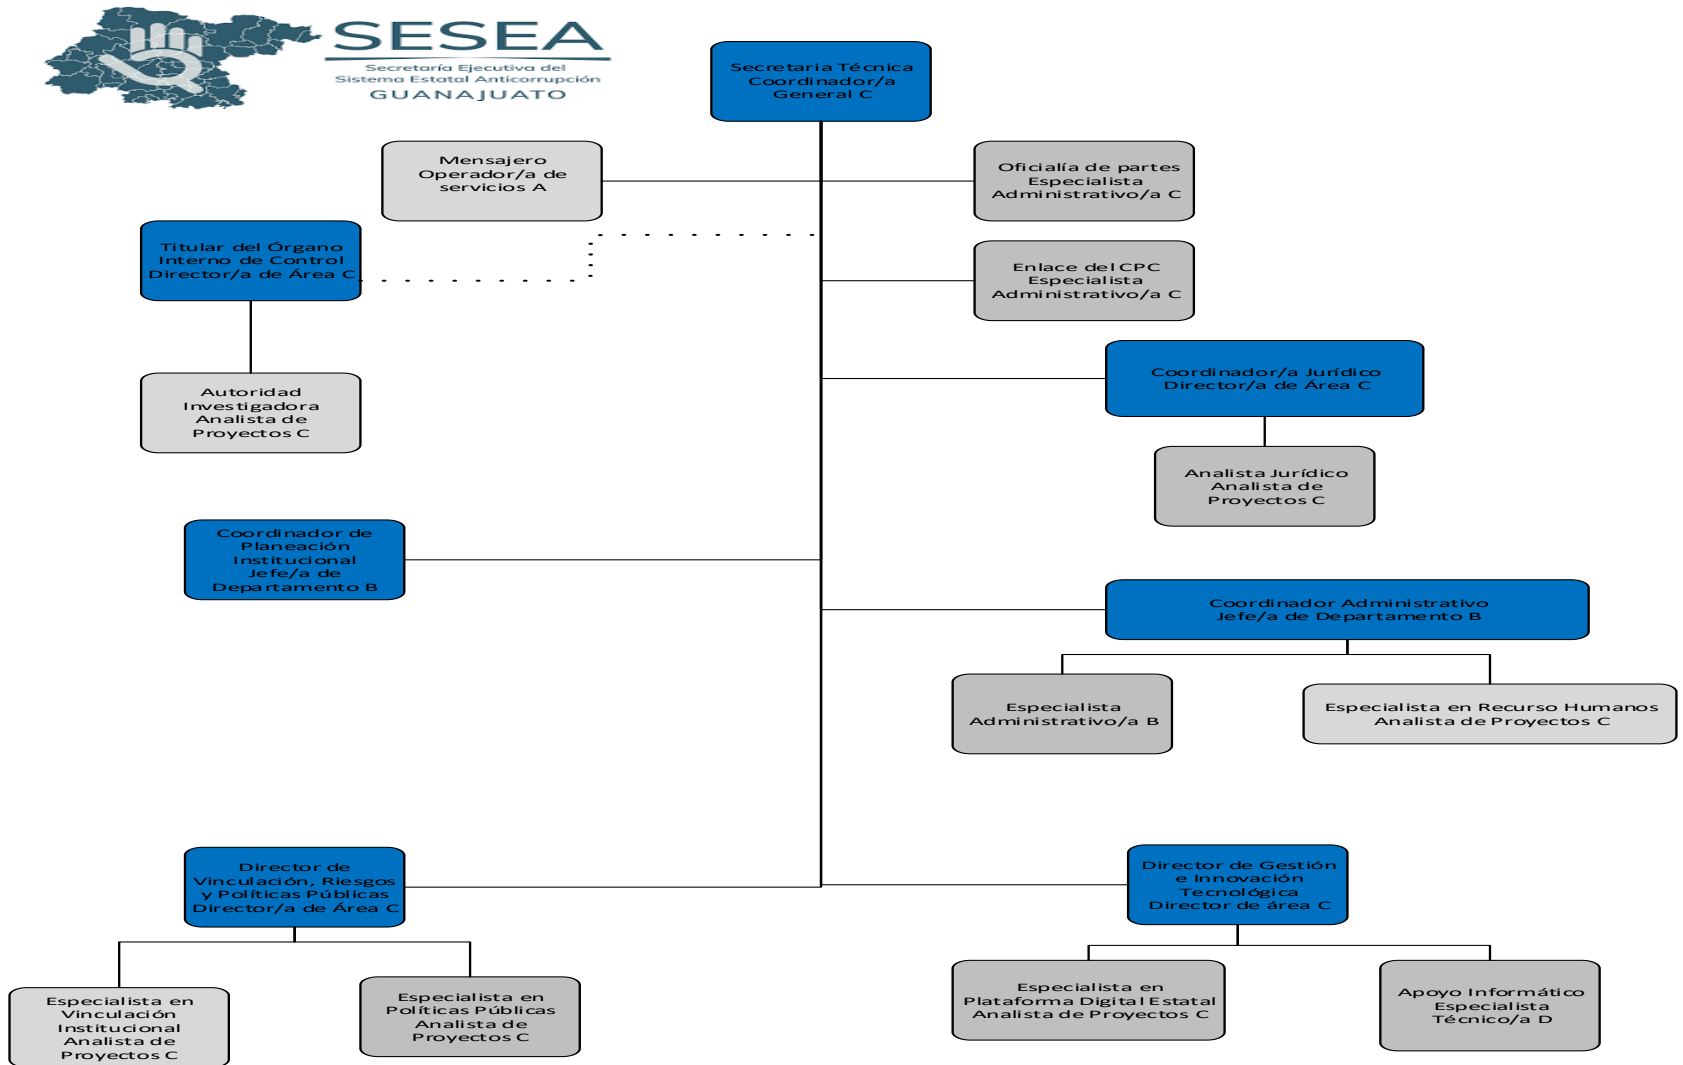 SESEA
Secretaría Ejecutiva del
Sistema Estatal Anticorrupción
GUANAJUATO
Secretaria Técnica
Coordinador/a
General C
Mensajero
Operador/a de
servicios A
Oficialía de partes
Especialista
Administrativo/a C
Titular del Órgano
Interno de Control
Director/a de Área C
Enlace del CPC
Especialista
Administrativo/a C
Coordinador/a Jurídico
Director/a de Área C
Autoridad
Investigadora
Analista de
Proyectos C
Analista Jurídico
Analista de
Proyectos C
Coordinador de
Planeación
Institucional
Jefe/a de
Departamento B
Coordinador Administrativo
Jefe/a de Departamento B
Especialista
Administrativo/a B
Especialista en Recurso Humanos
Analista de Proyectos C
Director de
Vinculación, Riesgos
y Políticas Públicas
Director/a de Área C
Director de Gestión
e Innovación
Tecnológica
Director de área C
Especialista en
Vinculación
Institucional
Analista de
Proyectos C
Especialista en
Políticas Públicas
Analista de
Proyectos C
Especialista en
Plataforma Digital Estatal
Analista de Proyectos C
Apoyo Informático
Especialista
Técnico/a D